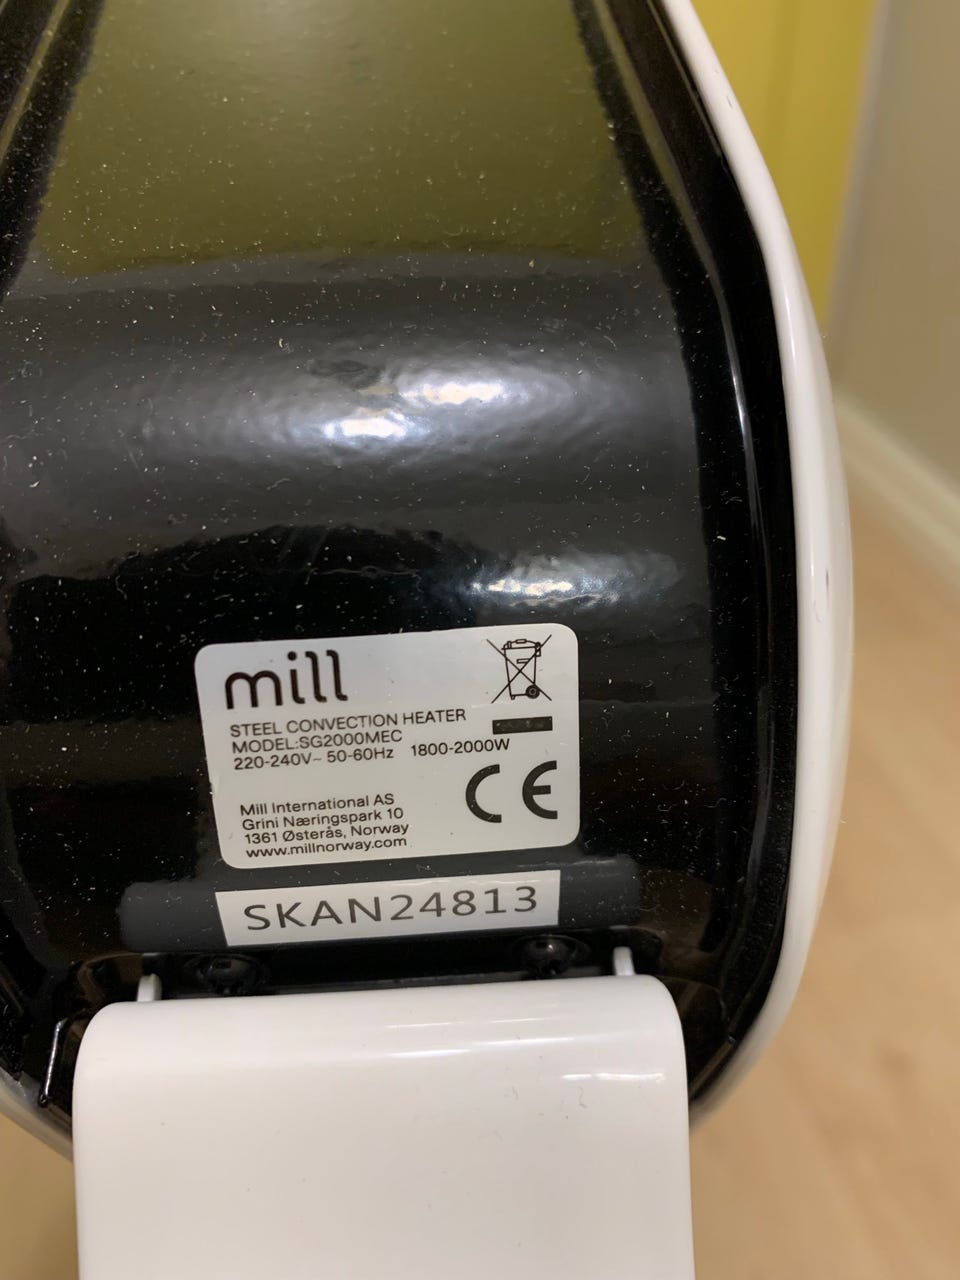 mill
STEEL CONVECTION HEATER
MODEL:SG2000MEC
220-240V~ 50-60Hz 1800-2000W
CE
Mill International AS
Grini Næringspark 10
1361 Østerås, Norway
www.millnorway.com
SKAN24813